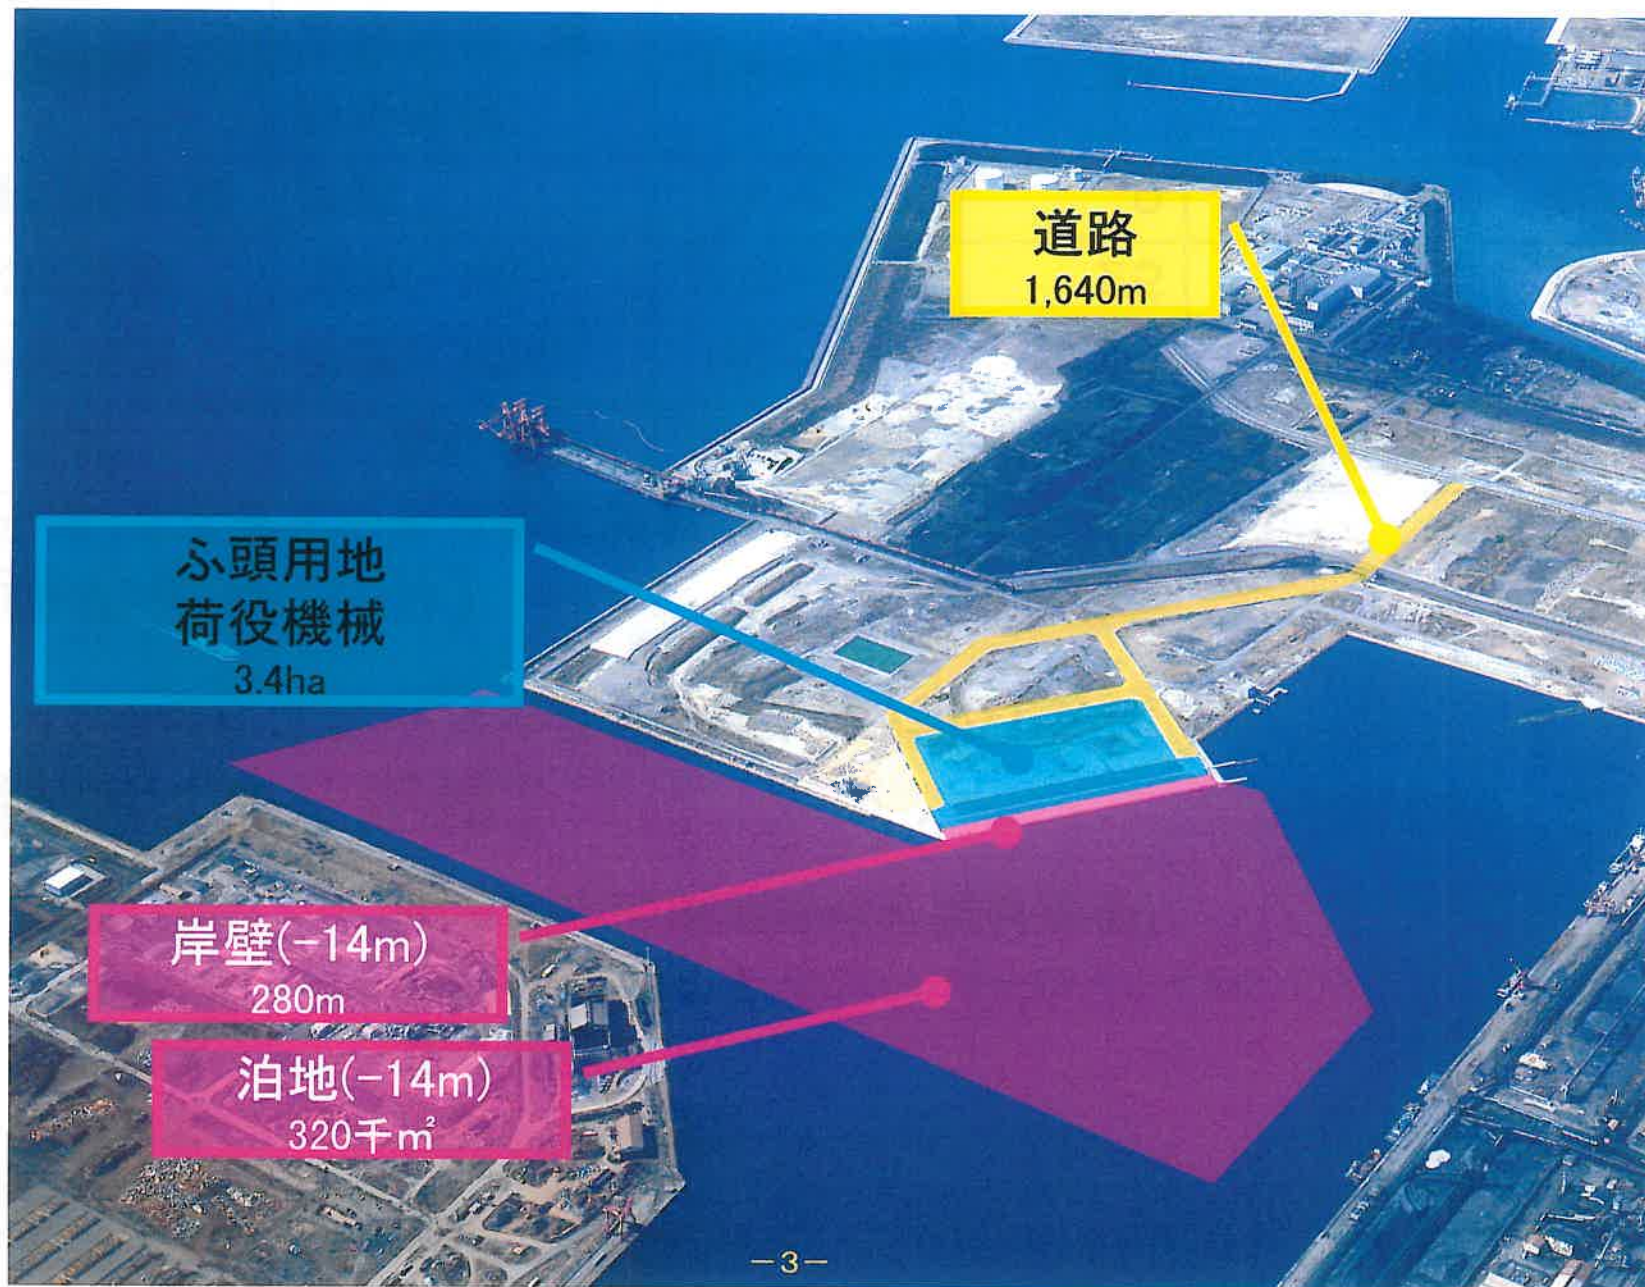 道路
1,640m
ふ頭用地
荷役機械
3.4ha
岸壁(-14m)
280m
泊地(-14m)
320千㎡
-3-